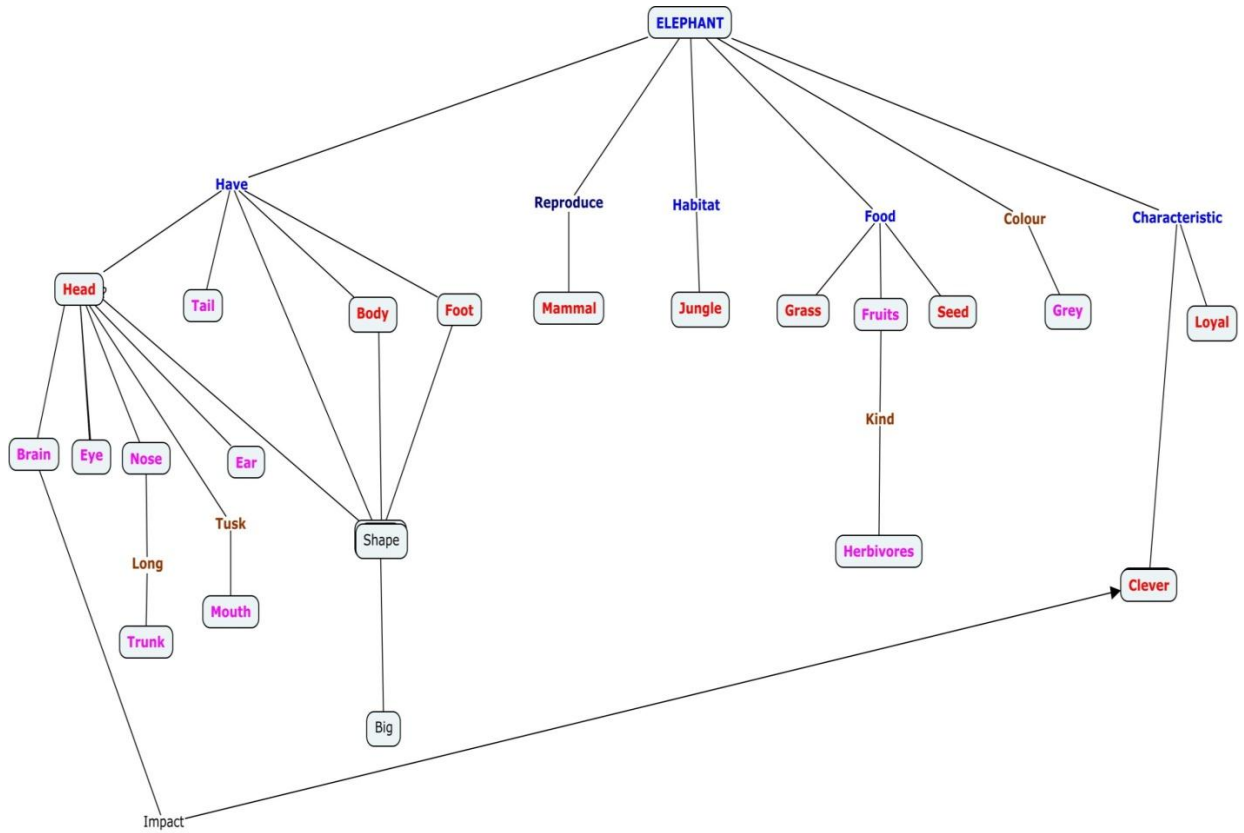 ELEPHANT
Have
Reproduce
Habitat
Food
Colour
Characteristic
Head
Tail
Body
Foot
Mammal
Jungle
Grass
Fruits
Seed
Grey
Loyal
Kind
Brain
Eye
Nose
Ear
Tusk
Shape
Herbivores
Long
Clever
Mouth
Trunk
Big
Impact